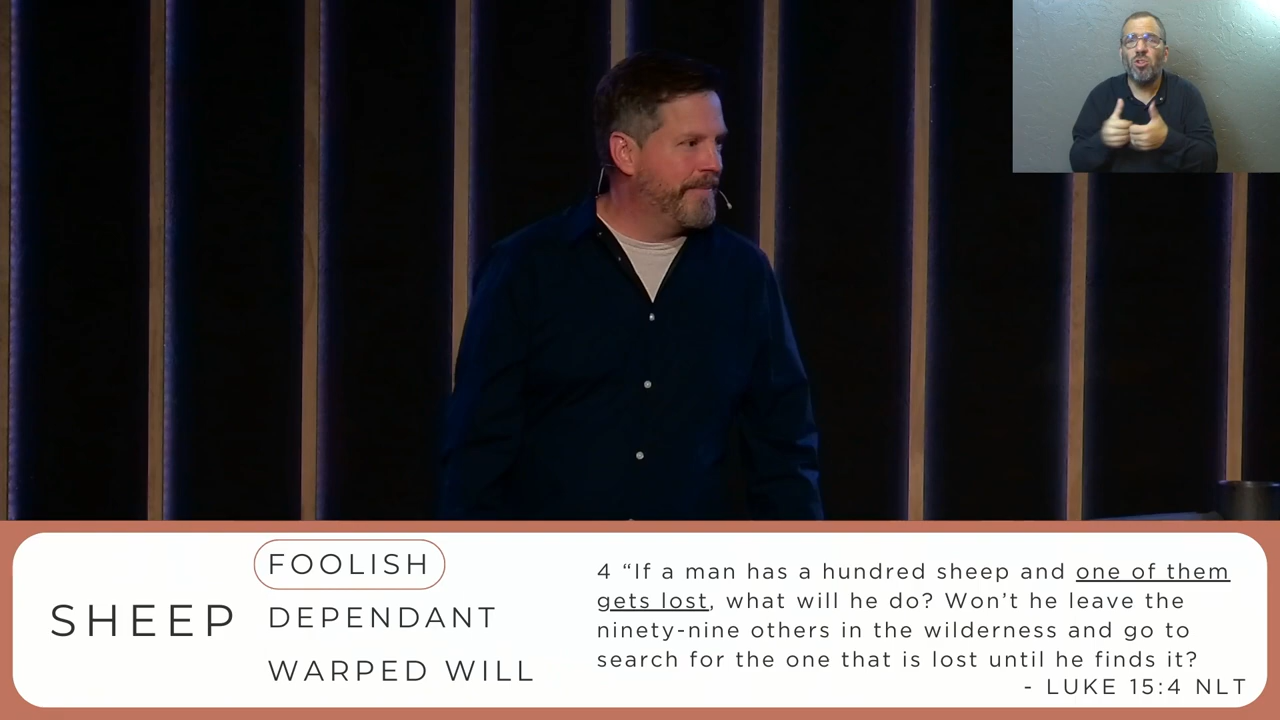 SHEEP
FOOLISH
DEPENDANT
WARPED WILL
4 “If a man has a hundred sheep and one of them
gets lost, what will he do? Won’t he leave the
ninety-nine others in the wilderness and go to
search for the one that is lost until he finds it?
- LUKE 15:4 NLT